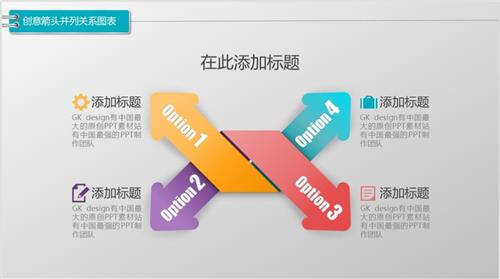 创意箭头并列关系图表
在此添加标题
添加标题
GK design有中国最
大的原创PPT素材站
有中国最强的PPT制
作团队
Option 1
Option 4
添加标题
GK design有中国最
大的原创PPT素材站
有中国最强的PPT制
作团队
添加标题
GK design有中国最
大的原创PPT素材站
有中国最强的PPT制
作团队
Option 2
Option 3
添加标题
GK design有中国最
大的原创PPT素材站
有中国最强的PPT制
作团队